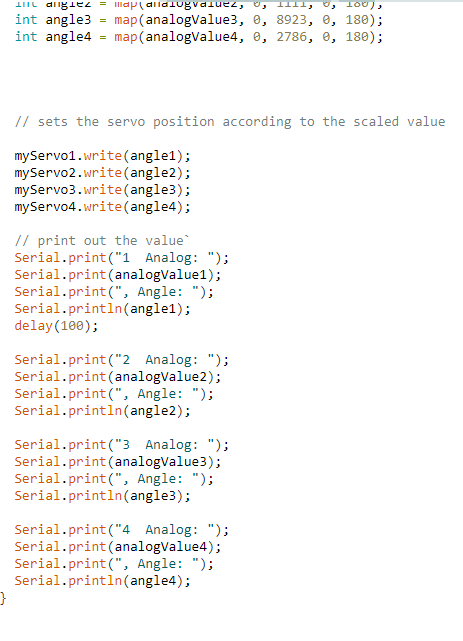 int angle2 = map(analogValue2, 0, 1111, 0, 180);
int angle3 = map(analogValue3, 0, 8923, 0, 180);
int angle4 = map(analogValue4, 0, 2786, 0, 180);
// sets the servo position according to the scaled value
myServo1.write(angle1);
myServo2.write(angle2);
myServo3.write(angle3);
myServo4.write(angle4);
// print out the value`
Serial.print("1  Analog: ");
Serial.print(analogValue1);
Serial.print(", Angle: ");
Serial.println(angle1);
delay(100);
Serial.print("2  Analog: ");
Serial.print(analogValue2);
Serial.print(", Angle: ");
Serial.println(angle2);
Serial.print("3  Analog: ");
Serial.print(analogValue3);
Serial.print(", Angle: ");
Serial.println(angle3);
Serial.print("4  Analog: ");
Serial.print(analogValue4);
Serial.print(", Angle: ");
Serial.println(angle4);
}